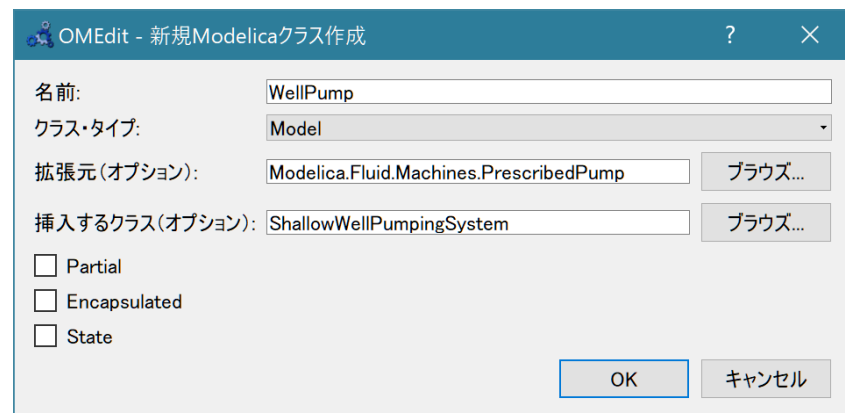 OMEdit - 新規Modelicaクラス作成 ? ×
名前: WellPump
クラス・タイプ: Model
拡張元(オプション): Modelica.Fluid.Machines.PrescribedPump ブラウズ...
挿入するクラス(オプション): ShallowWellPumpingSystem ブラウズ...
Partial
Encapsulated
State
OK キャンセル